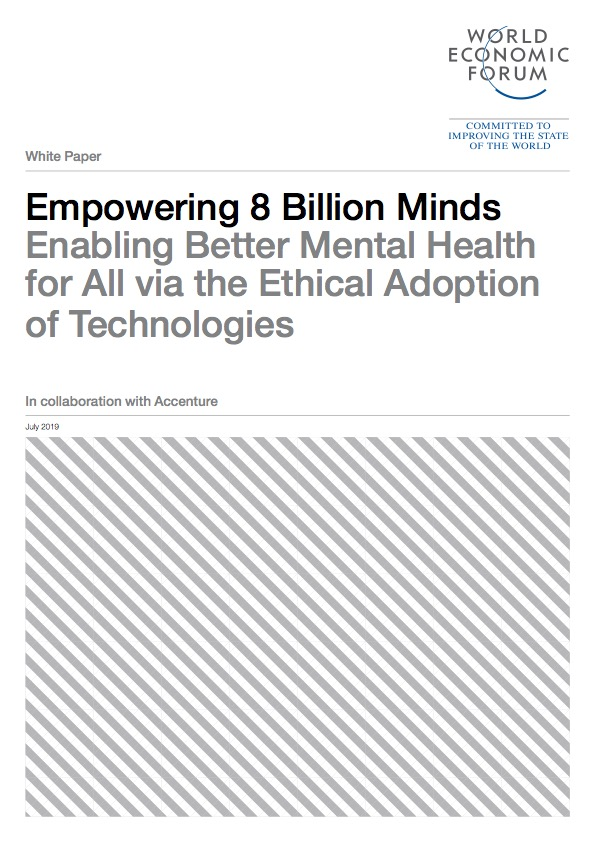 WORLD
ECONOMIC
FORUM
COMMITTED TO
IMPROVING THE STATE
OF THE WORLD
White Paper
Empowering 8 Billion Minds
Enabling Better Mental Health
for All via the Ethical Adoption
of Technologies
In collaboration with Accenture
July 2019